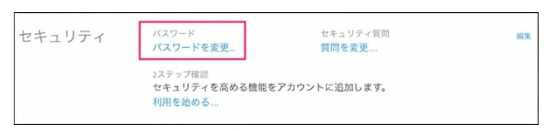 セキュリティ
パスワード
パスワードを変更...
セキュリティ質問
質問を変更...
編集
2ステップ確認
セキュリティを高める機能をアカウントに追加します。
利用を始める...